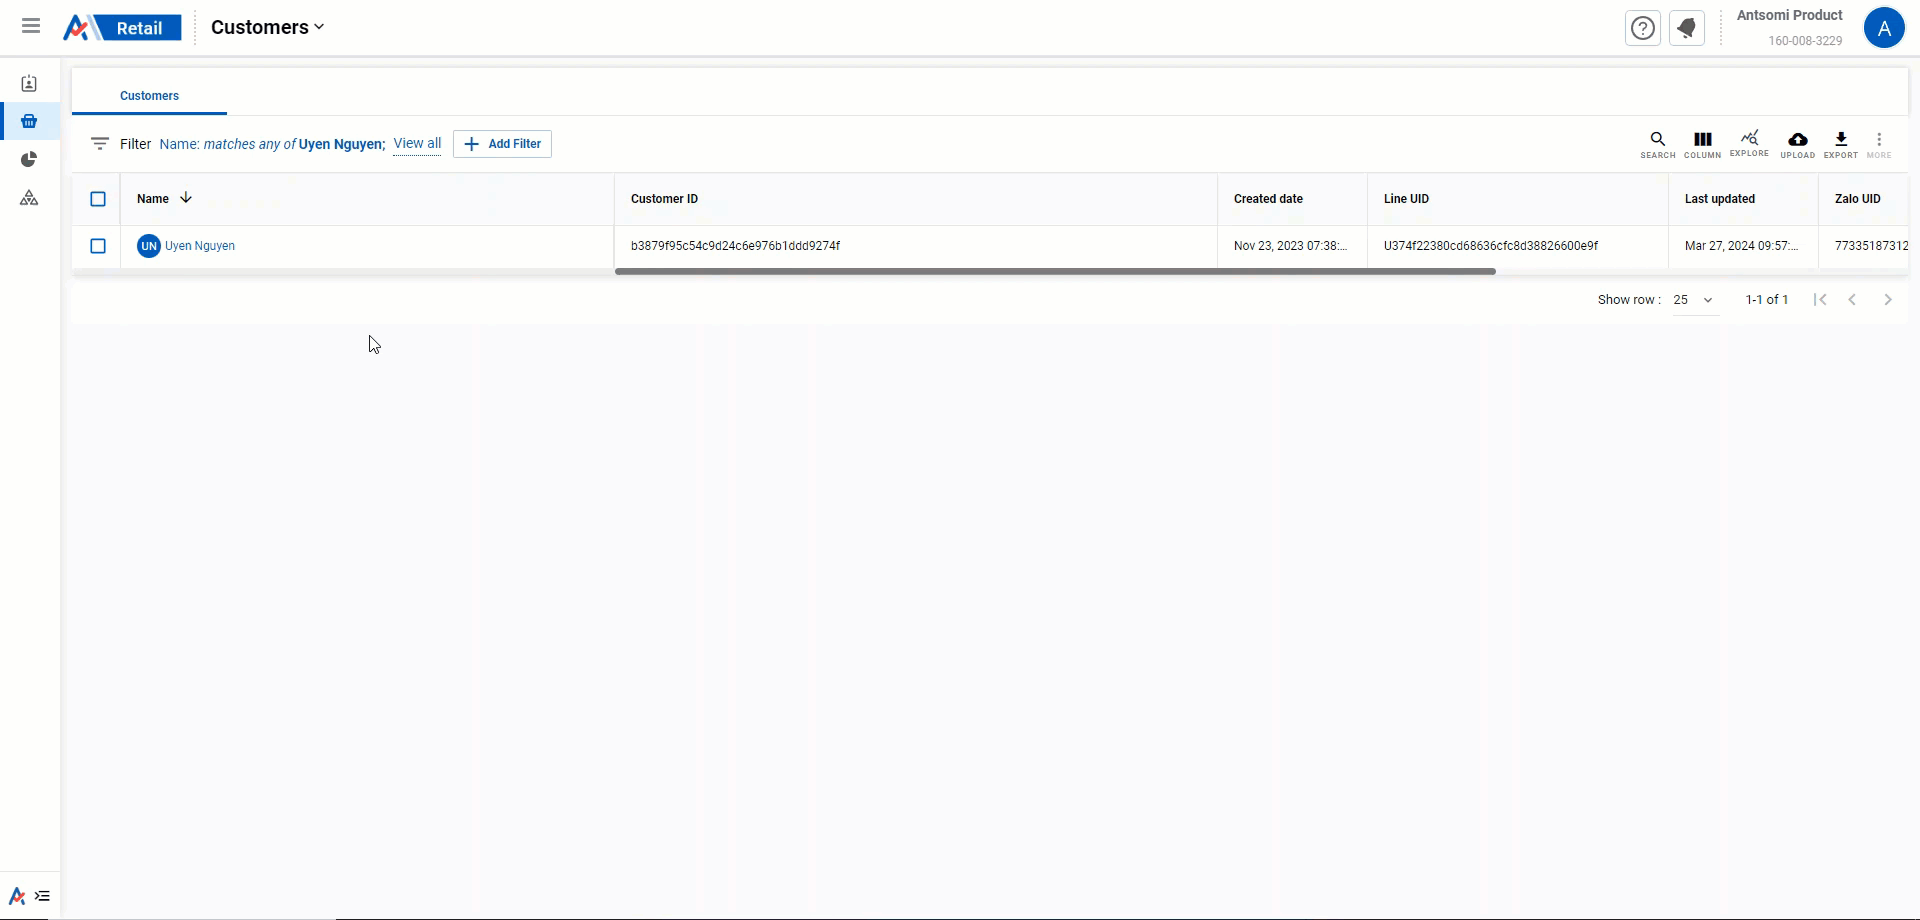 Retail
Customers
Antsomi Product
160-008-3229
A
Customers
Filter Name: matches any of Uyen Nguyen; View all
Add Filter
SEARCH COLUMN EXPLORE UPLOAD EXPORT MORE
Name Customer ID Created date Line UID Last updated Zalo UID
UN Uyen Nguyen b3879f95c54c9d24c6e976b1ddd9274f Nov 23, 2023 07:38:... U374f22380cd68636cfc8d38826600e9f Mar 27, 2024 09:57:... 77335187312
Show row : 25 1-1 of 1